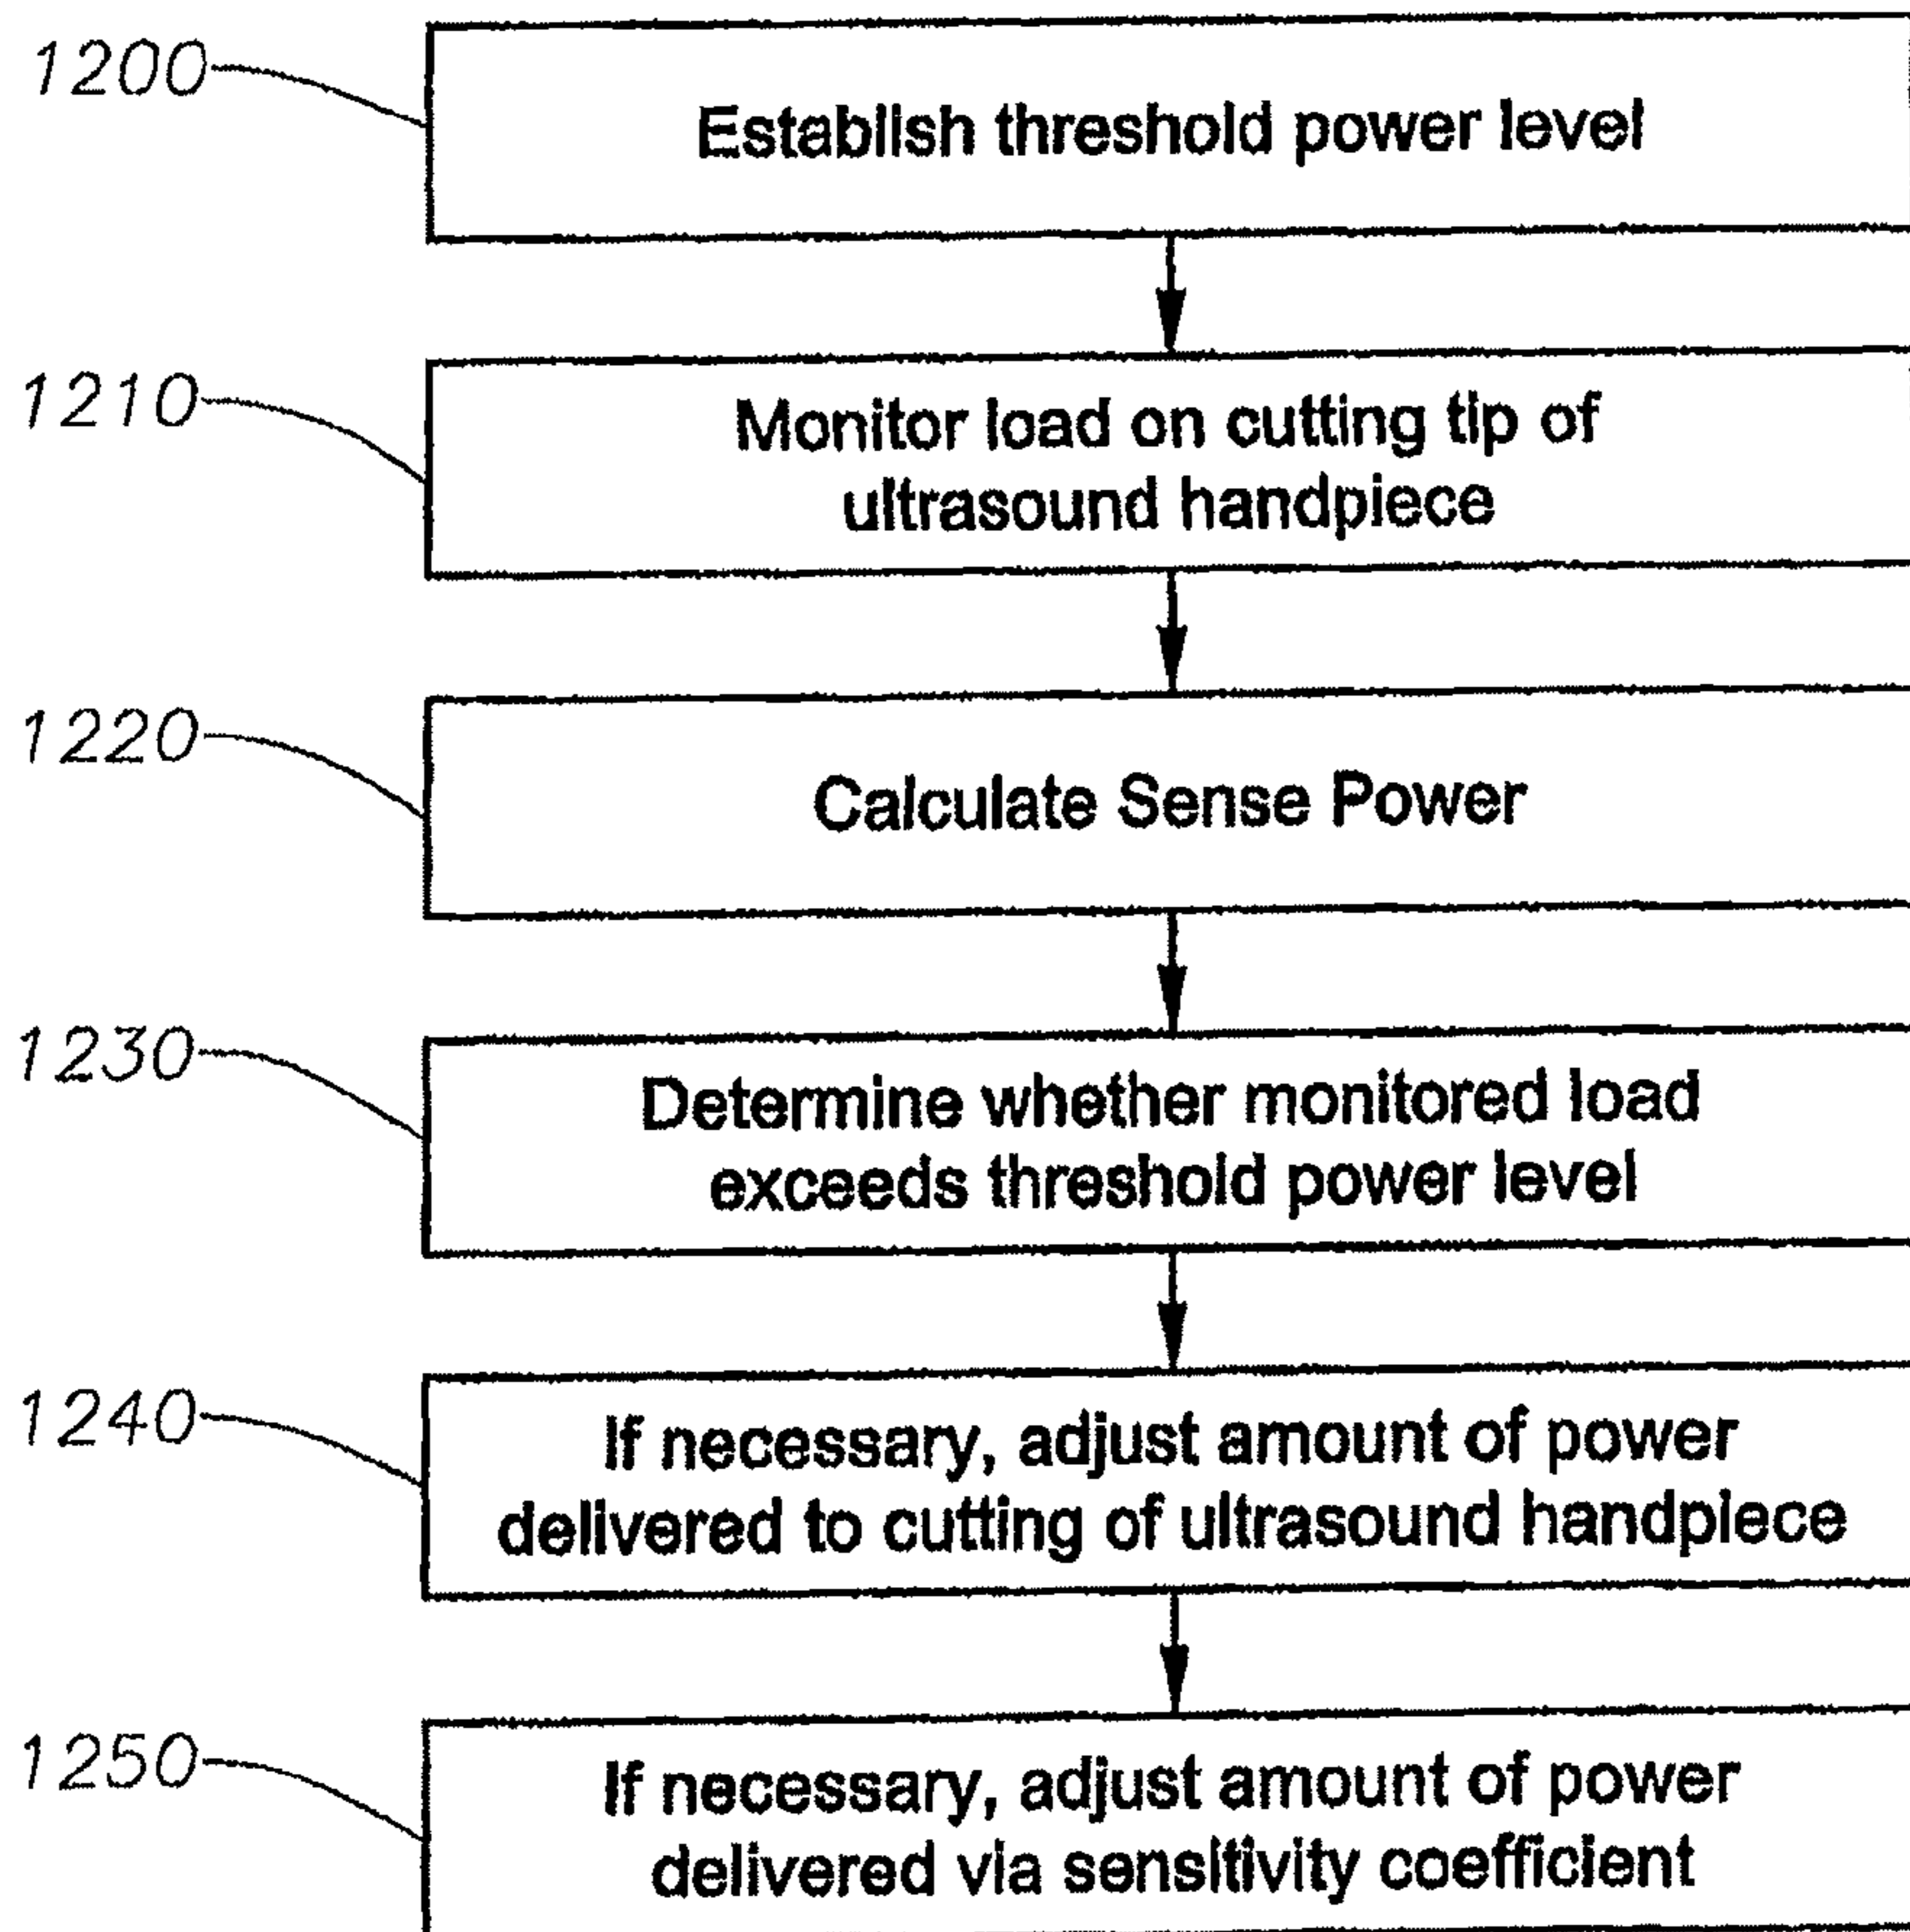 1200
Establish threshold power level
1210
Monitor load on cutting tip of
ultrasound handpiece
1220
Calculate Sense Power
1230
Determine whether monitored load
exceeds threshold power level
1240
If necessary, adjust amount of power
delivered to cutting of ultrasound handpiece
1250
If necessary, adjust amount of power
delivered via sensitivity coefficient